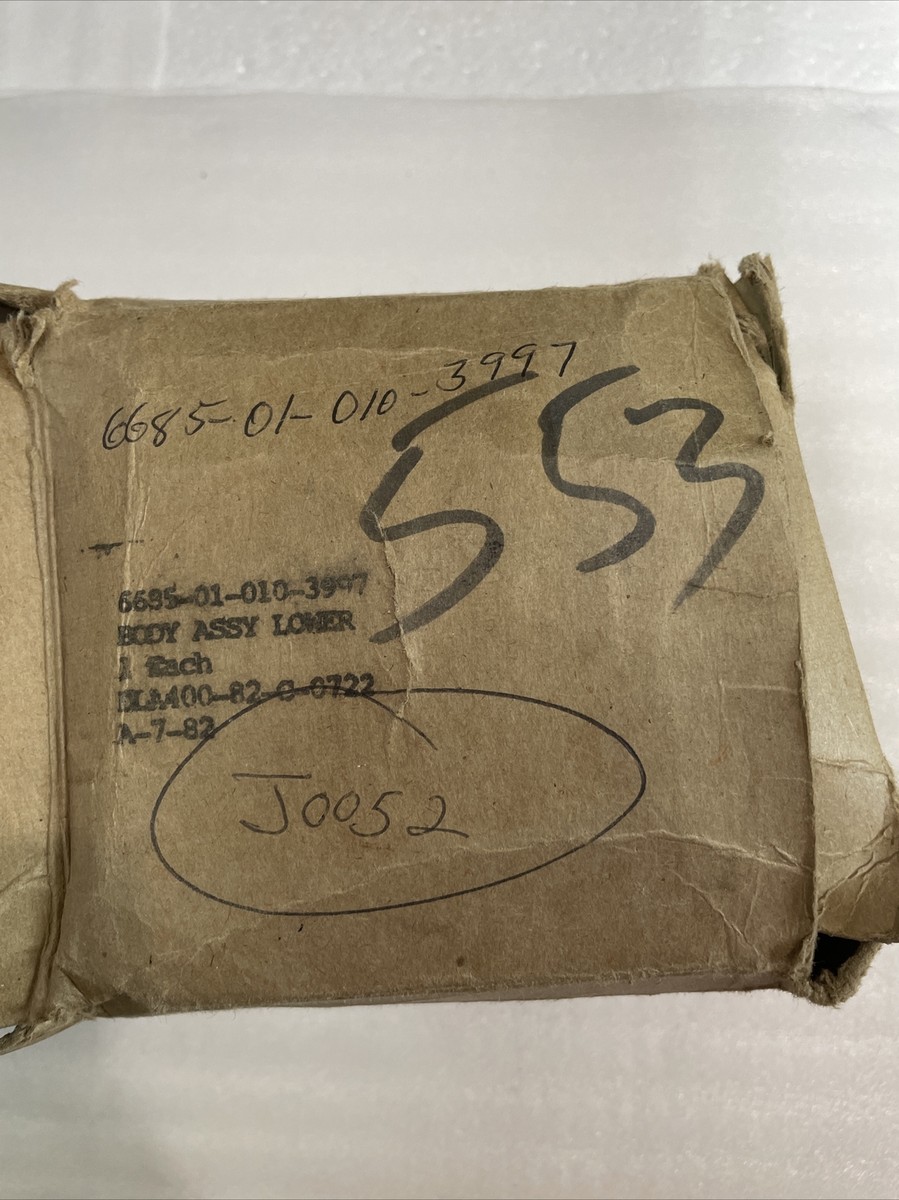 6685-01-010-3997
553
6685-01-010-3997
BODY ASSY LOWER
1 Each
DLA400-82-C-0722
A-7-82
J0052